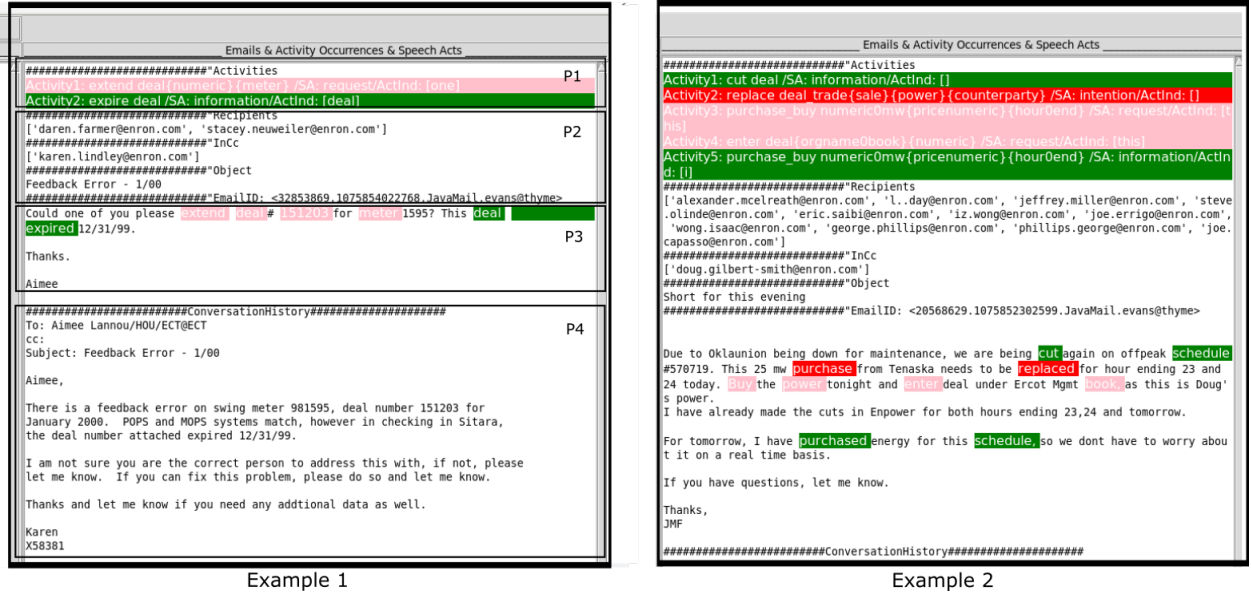 Emails & Activity Occurrences & Speech Acts
############################"Activities
P1
Activity1: extend deal{numeric}{meter} /SA: request/ActInd: [one]
Activity2: expire deal /SA: information/ActInd: [deal]
############################"Recipients
['daren.farmer@enron.com', 'stacey.neuweiler@enron.com']
P2
############################"InCc
['karen.lindley@enron.com']
############################"Object
Feedback Error - 1/00
############################"EmailID: <32853869.1075854022768.JavaMail.evans@thyme>
Could one of you please extend deal # 151203 for meter 1595? This deal
expired 12/31/99.
P3
Thanks.
Aimee
#########################ConversationHistory#####################
To: Aimee Lannou/HOU/ECT@ECT
P4
cc:
Subject: Feedback Error - 1/00
Aimee,
There is a feedback error on swing meter 981595, deal number 151203 for
January 2000.  POPS and MOPS systems match, however in checking in Sitara,
the deal number attached expired 12/31/99.
I am not sure you are the correct person to address this with, if not, please
let me know.  If you can fix this problem, please do so and let me know.
Thanks and let me know if you need any addtional data as well.
Karen
X58381
Example 1
Emails & Activity Occurrences & Speech Acts
############################"Activities
Activity1: cut deal /SA: information/ActInd: []
Activity2: replace deal_trade{sale}{power}{counterparty} /SA: intention/ActInd: []
Activity3: purchase_buy numeric0mw{pricenumeric}{hour0end} /SA: request/ActInd: [t
his]
Activity4: enter deal{orgname0book}{numeric} /SA: request/ActInd: [this]
Activity5: purchase_buy numeric0mw{pricenumeric}{hour0end} /SA: information/ActIn
d: [i]
############################"Recipients
['alexander.mcelreath@enron.com', 'l..day@enron.com', 'jeffrey.miller@enron.com', 'steve
.olinde@enron.com', 'eric.saibi@enron.com', 'iz.wong@enron.com', 'joe.errigo@enron.com',
'wong.isaac@enron.com', 'george.phillips@enron.com', 'phillips.george@enron.com', 'joe.
capasso@enron.com']
############################"InCc
['doug.gilbert-smith@enron.com']
############################"Object
Short for this evening
############################"EmailID: <20568629.1075852302599.JavaMail.evans@thyme>
Due to Oklaunion being down for maintenance, we are being cut again on offpeak schedule
#570719. This 25 mw purchase from Tenaska needs to be replaced for hour ending 23 and
24 today. Buy the power tonight and enter deal under Ercot Mgmt book, as this is Doug'
s power.
I have already made the cuts in Enpower for both hours ending 23,24 and tomorrow.
For tomorrow, I have purchased energy for this schedule, so we dont have to worry abou
t it on a real time basis.
If you have questions, let me know.
Thanks,
JMF
#########################ConversationHistory#####################
Example 2